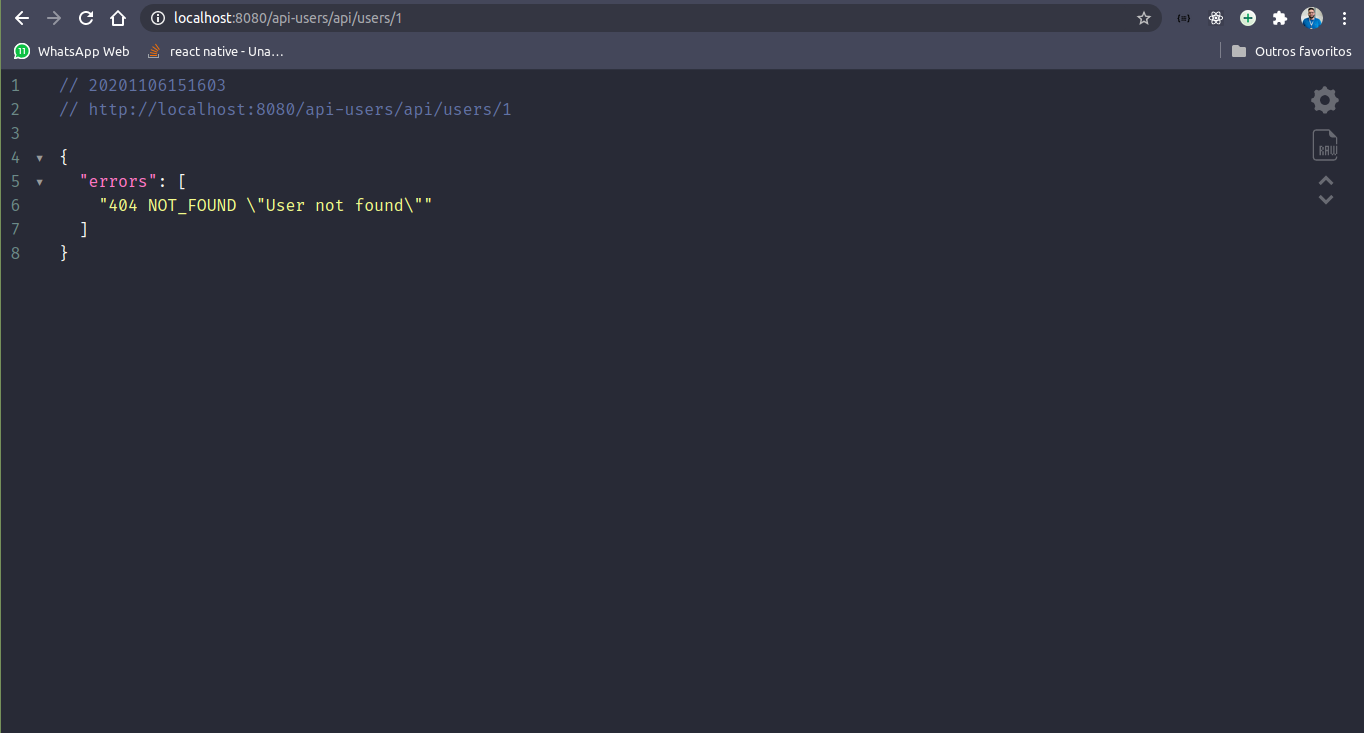 localhost:8080/api-users/api/users/1
11
WhatsApp Web
react native - Una...
Outros favoritos
1 // 20201106151603
2 // http://localhost:8080/api-users/api/users/1
3
4 {
5 "errors": [
6 "404 NOT_FOUND \"User not found\""
7 ]
8 }
RAW